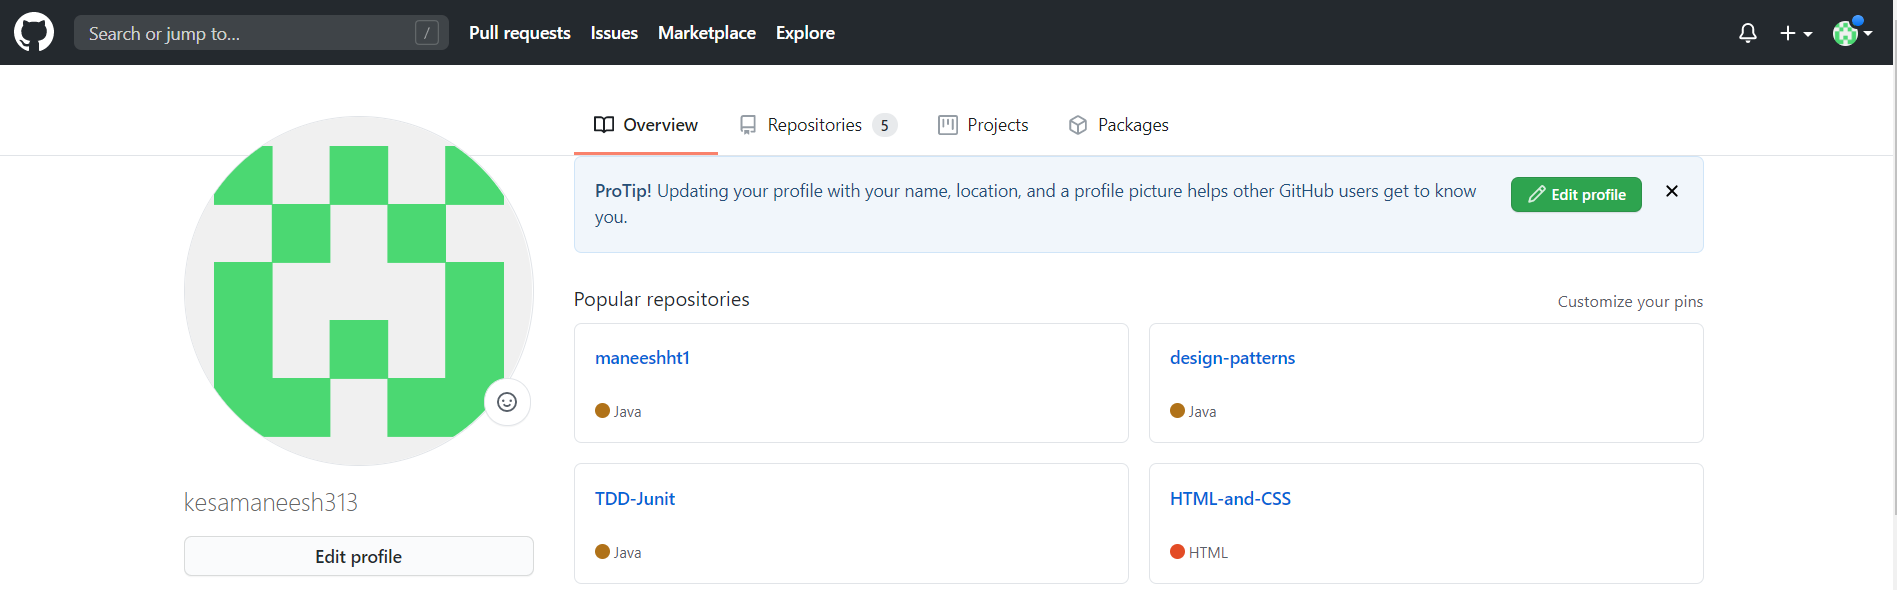 Search or jump to... /
Pull requests Issues Marketplace Explore
Overview Repositories 5 Projects Packages
ProTip! Updating your profile with your name, location, and a profile picture helps other GitHub users get to know
you.
Edit profile
Popular repositories
Customize your pins
maneeshht1
Java
design-patterns
Java
TDD-Junit
Java
HTML-and-CSS
HTML
kesamaneesh313
Edit profile